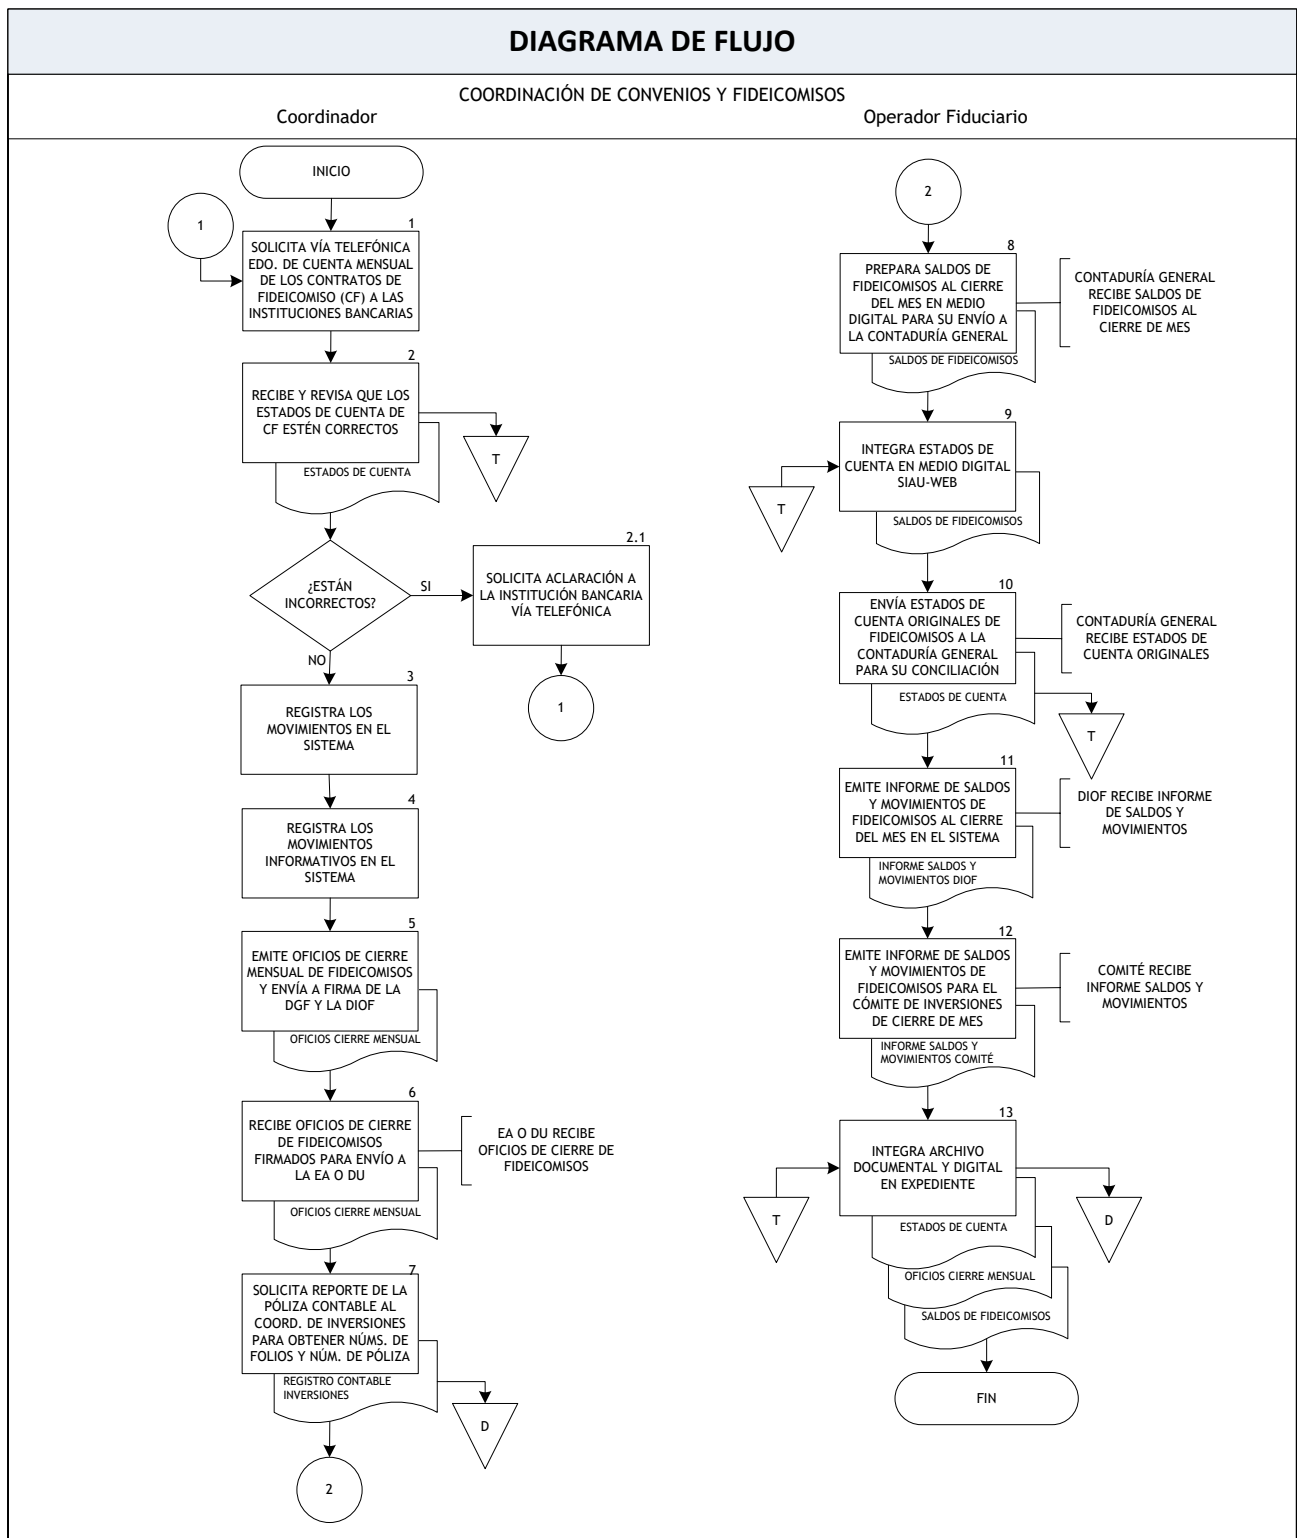 DIAGRAMA DE FLUJO
COORDINACIÓN DE CONVENIOS Y FIDEICOMISOS
Coordinador
Operador Fiduciario
INICIO
1
1
SOLICITA VÍA TELEFÓNICA
EDO. DE CUENTA MENSUAL
DE LOS CONTRATOS DE
FIDEICOMISO (CF) A LAS
INSTITUCIONES BANCARIAS
2
RECIBE Y REVISA QUE LOS
ESTADOS DE CUENTA DE
CF ESTÉN CORRECTOS
ESTADOS DE CUENTA
T
¿ESTÁN
INCORRECTOS?
SI
NO
2.1
SOLICITA ACLARACIÓN A
LA INSTITUCIÓN BANCARIA
VÍA TELEFÓNICA
1
3
REGISTRA LOS
MOVIMIENTOS EN EL
SISTEMA
4
REGISTRA LOS
MOVIMIENTOS
INFORMATIVOS EN EL
SISTEMA
5
EMITE OFICIOS DE CIERRE
MENSUAL DE FIDEICOMISOS
Y ENVÍA A FIRMA DE LA
DGF Y LA DIOF
OFICIOS CIERRE MENSUAL
6
RECIBE OFICIOS DE CIERRE
DE FIDEICOMISOS
FIRMADOS PARA ENVÍO A
LA EA O DU
OFICIOS CIERRE MENSUAL
EA O DU RECIBE
OFICIOS DE CIERRE DE
FIDEICOMISOS
7
SOLICITA REPORTE DE LA
PÓLIZA CONTABLE AL
COORD. DE INVERSIONES
PARA OBTENER NÚMS. DE
FOLIOS Y NÚM. DE PÓLIZA
REGISTRO CONTABLE
INVERSIONES
D
2
2
8
PREPARA SALDOS DE
FIDEICOMISOS AL CIERRE
DEL MES EN MEDIO
DIGITAL PARA SU ENVÍO A
LA CONTADURÍA GENERAL
SALDOS DE FIDEICOMISOS
CONTADURÍA GENERAL
RECIBE SALDOS DE
FIDEICOMISOS AL
CIERRE DE MES
9
INTEGRA ESTADOS DE
CUENTA EN MEDIO DIGITAL
SIAU-WEB
SALDOS DE FIDEICOMISOS
T
10
ENVÍA ESTADOS DE
CUENTA ORIGINALES DE
FIDEICOMISOS A LA
CONTADURÍA GENERAL
PARA SU CONCILIACIÓN
ESTADOS DE CUENTA
CONTADURÍA GENERAL
RECIBE ESTADOS DE
CUENTA ORIGINALES
T
11
EMITE INFORME DE SALDOS
Y MOVIMIENTOS DE
FIDEICOMISOS AL CIERRE
DEL MES EN EL SISTEMA
INFORME SALDOS Y
MOVIMIENTOS DIOF
DIOF RECIBE INFORME
DE SALDOS Y
MOVIMIENTOS
12
EMITE INFORME DE SALDOS
Y MOVIMIENTOS DE
FIDEICOMISOS PARA EL
CÓMITE DE INVERSIONES
DE CIERRE DE MES
INFORME SALDOS Y
MOVIMIENTOS COMITÉ
COMITÉ RECIBE
INFORME SALDOS Y
MOVIMIENTOS
13
INTEGRA ARCHIVO
DOCUMENTAL Y DIGITAL
EN EXPEDIENTE
T
D
ESTADOS DE CUENTA
OFICIOS CIERRE MENSUAL
SALDOS DE FIDEICOMISOS
FIN